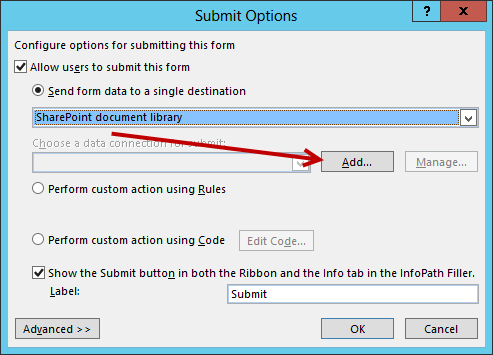 Submit Options
?
x
Configure options for submitting this form
Allow users to submit this form
Send form data to a single destination
SharePoint document library
Choose a data connection for submit:
Add...
Manage...
Perform custom action using Rules
Perform custom action using Code
Edit Code...
Show the Submit button in both the Ribbon and the Info tab in the InfoPath Filler.
Label:
Submit
Advanced >>
OK
Cancel